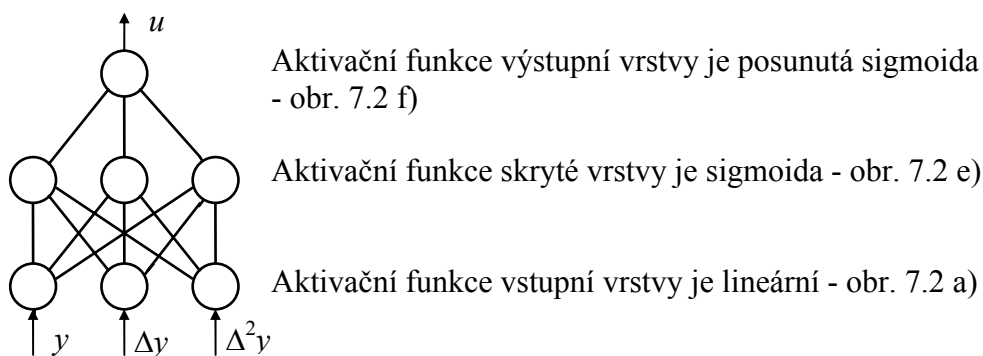 u
Aktivační funkce výstupní vrstvy je posunutá sigmoida
- obr. 7.2 f)
Aktivační funkce skryté vrstvy je sigmoida - obr. 7.2 e)
Aktivační funkce vstupní vrstvy je lineární - obr. 7.2 a)
y Δy Δ²y